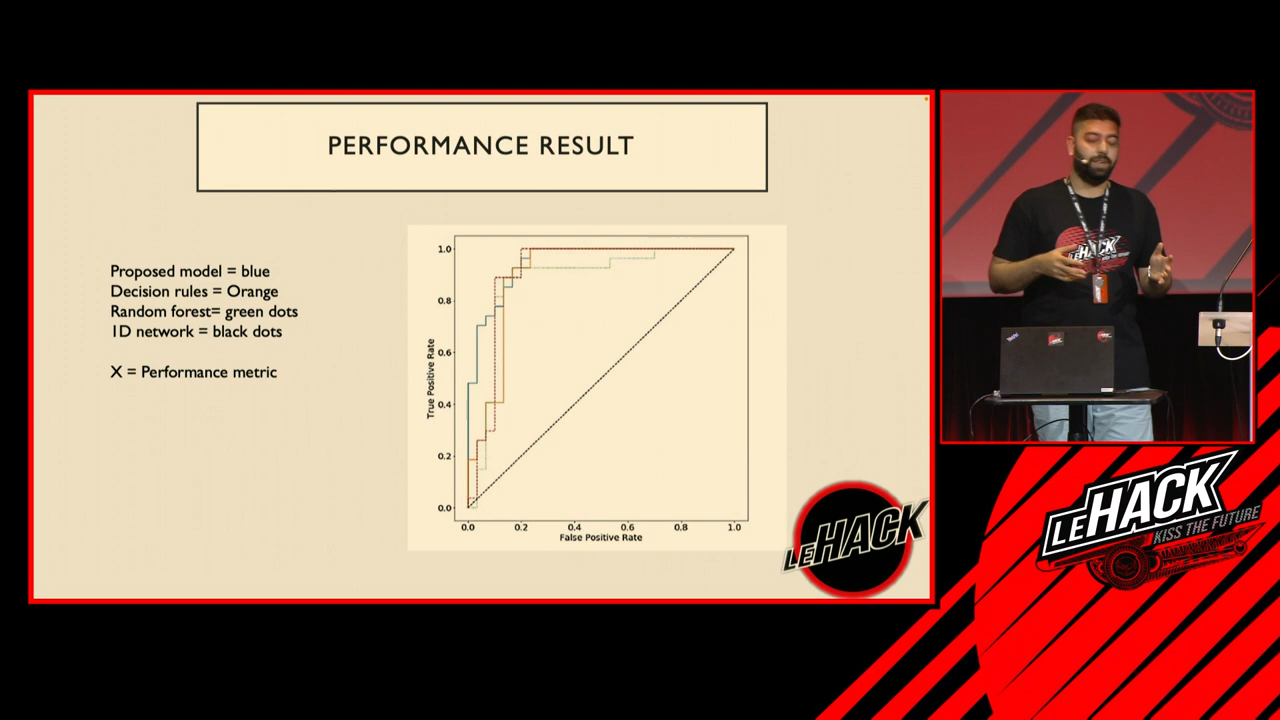 PERFORMANCE RESULT
Proposed model = blue
Decision rules = Orange
Random forest= green dots
1D network = black dots
X = Performance metric
True Positive Rate
1.0
0.8
0.6
0.4
0.2
0.0
0.0 0.2 0.4 0.6 0.8 1.0
False Positive Rate
LEHACK
LEHACK
LEHACK
KISS THE FUTURE